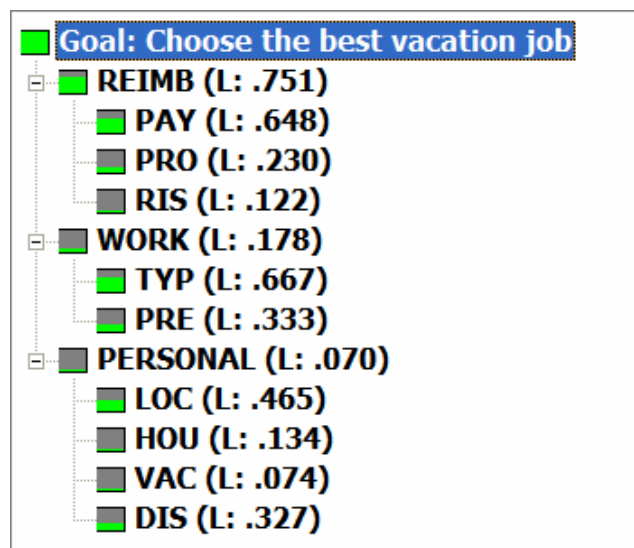 Goal: Choose the best vacation job
REIMB (L: .751)
PAY (L: .648)
PRO (L: .230)
RIS (L: .122)
WORK (L: .178)
TYP (L: .667)
PRE (L: .333)
PERSONAL (L: .070)
LOC (L: .465)
HOU (L: .134)
VAC (L: .074)
DIS (L: .327)